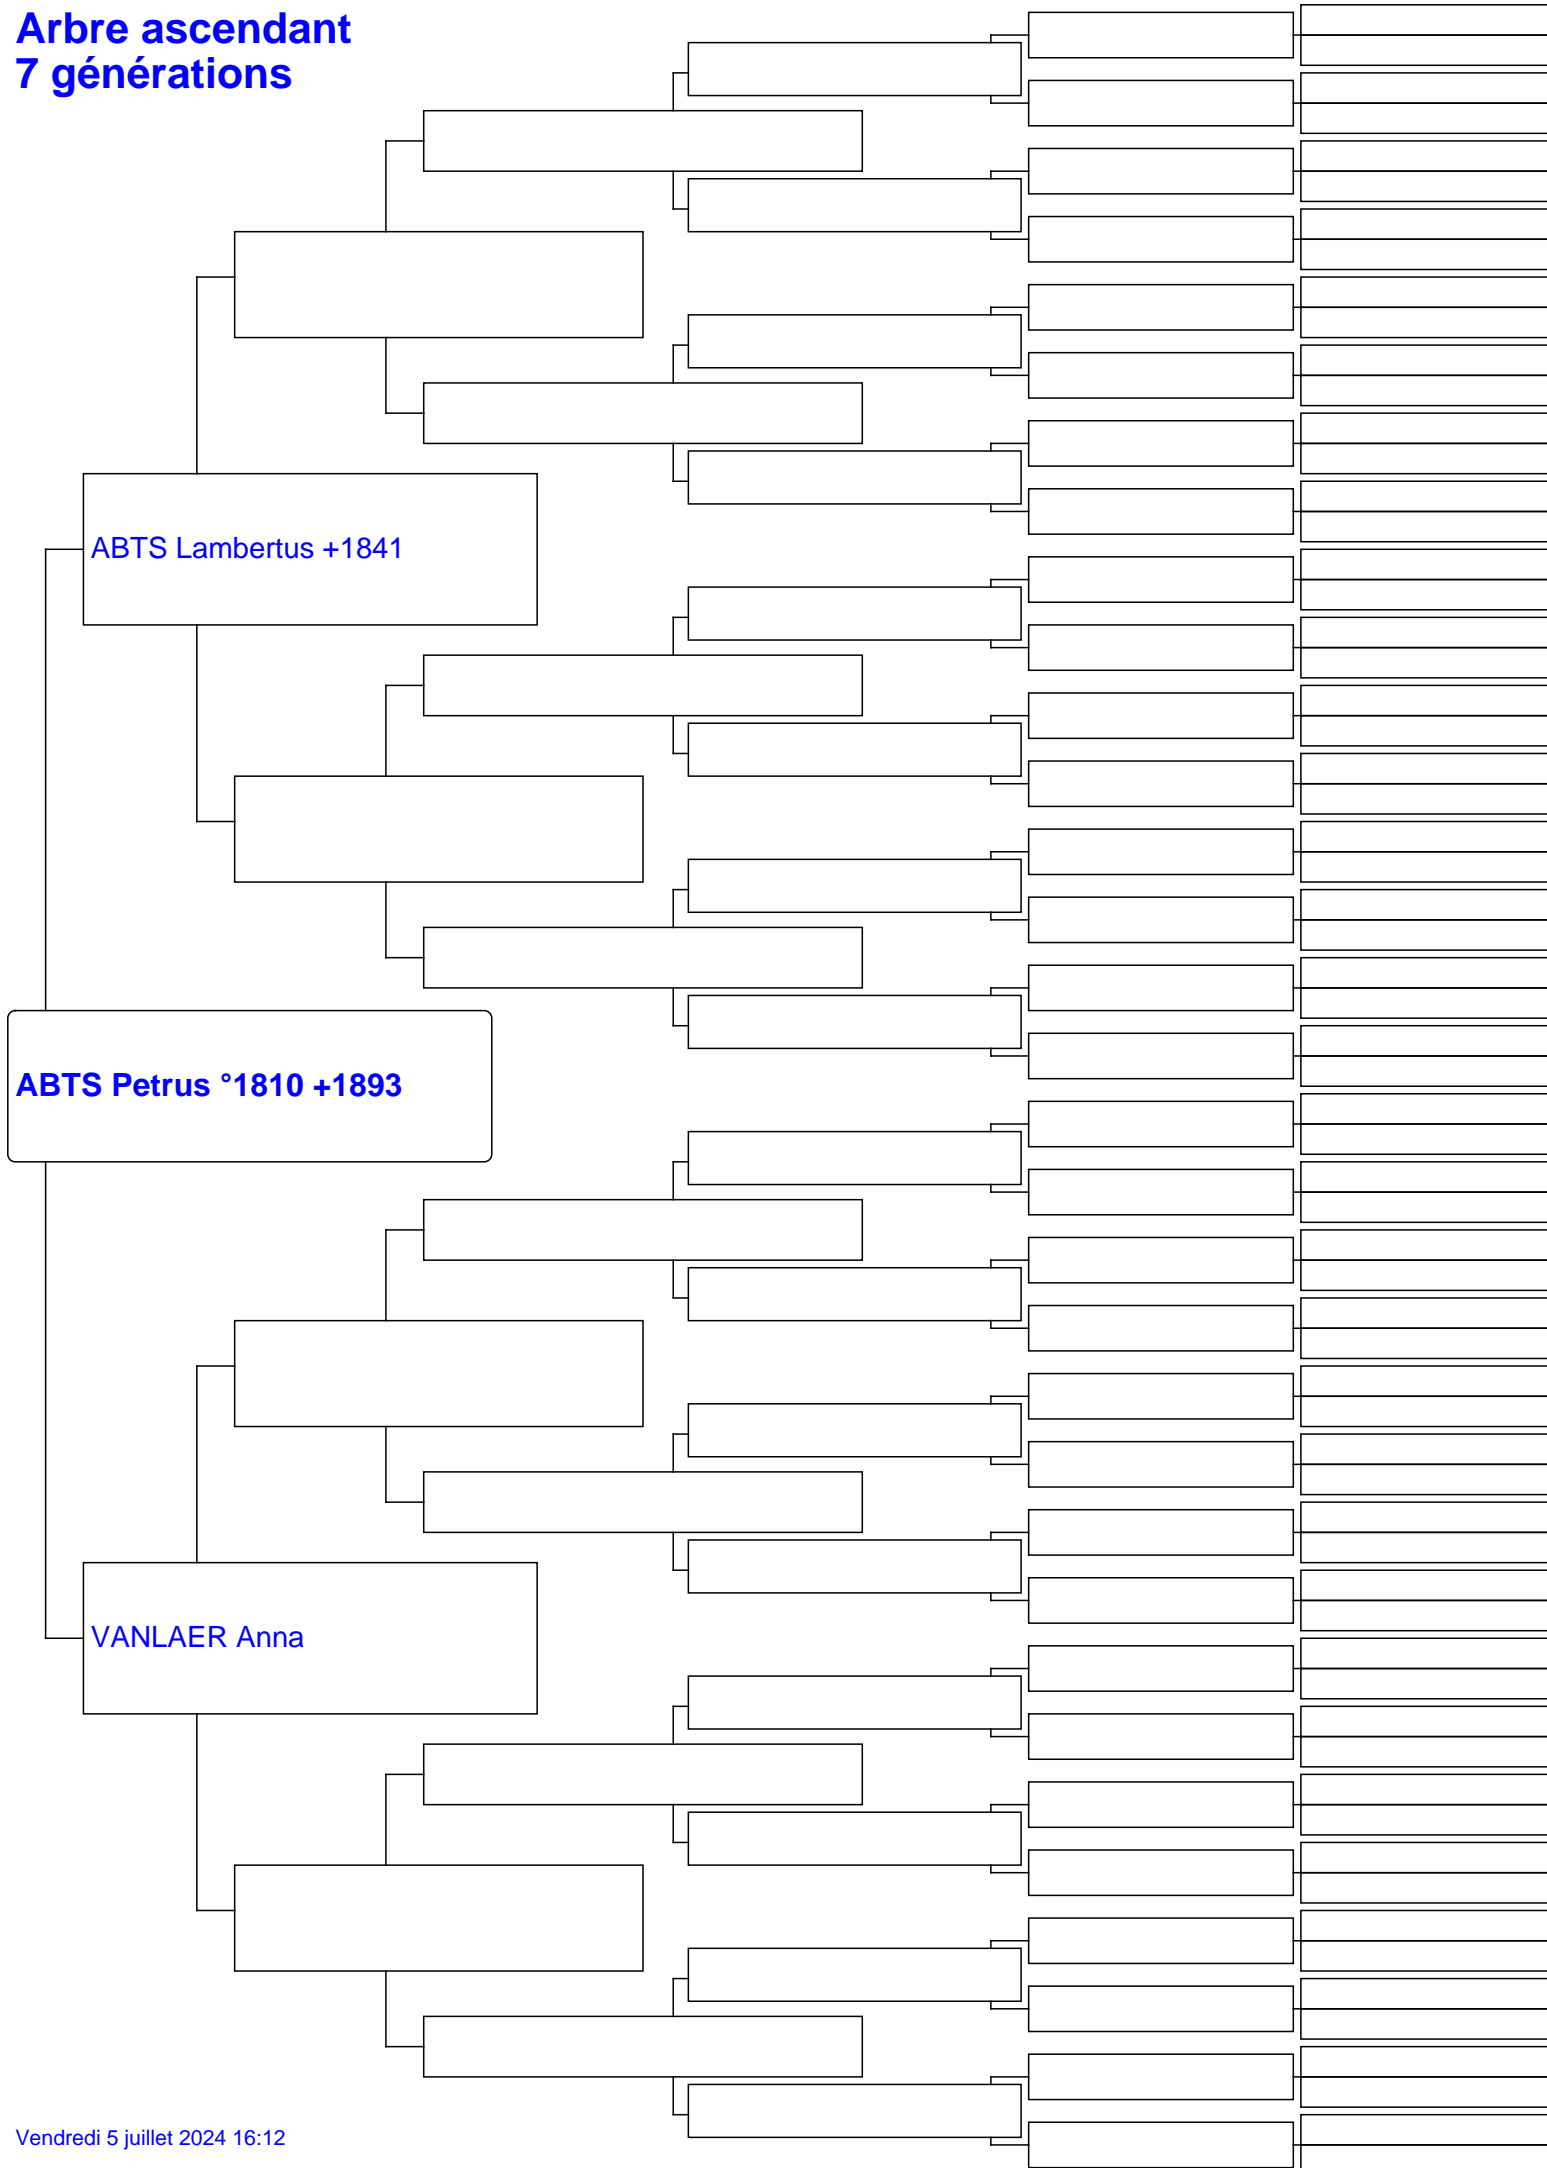 Arbre ascendant
7 générations
ABTS Lambertus +1841
ABTS Petrus °1810 +1893
VANLAER Anna
Vendredi 5 juillet 2024 16:12